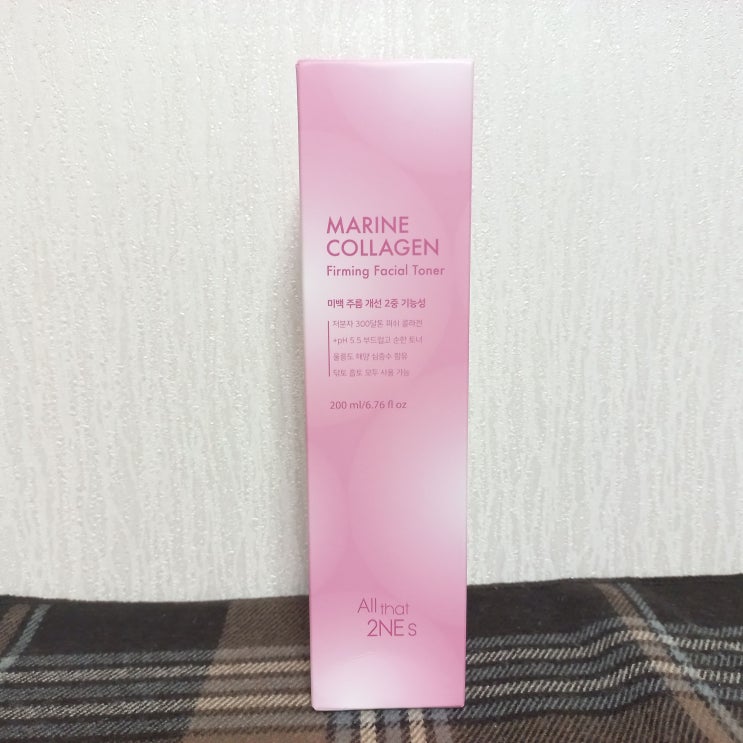 MARINE
COLLAGEN
Firming Facial Toner
미백 주름 개선 2중 기능성
저분자 300달톤 피쉬 콜라겐
+pH 5.5 부드럽고 순한 토너
울릉도 해양 심층수 함유
닦토 흡토 모두 사용 가능
200 ml/6.76 fl oz
All that
2NE s